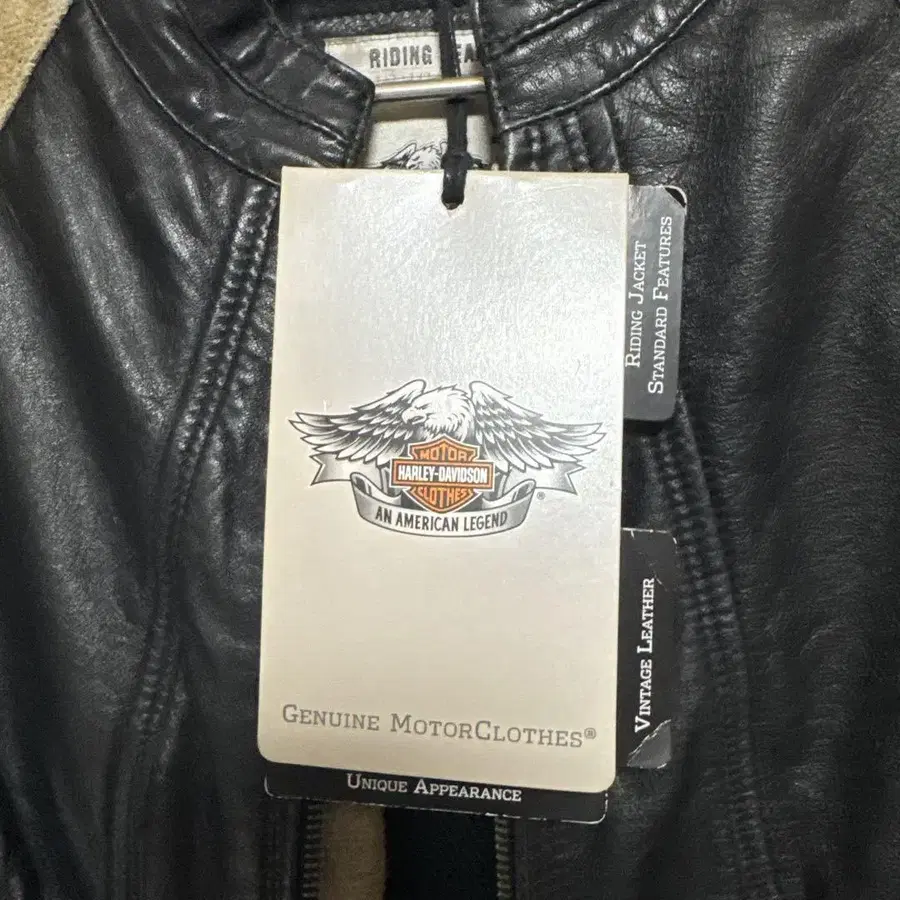 RIDING
RIDING JACKET
STANDARD FEATURES
MOTOR
HARLEY-DAVIDSON
CLOTHES
®
AN AMERICAN LEGEND
VINTAGE LEATHER
GENUINE MOTORCLOTHES®
UNIQUE APPEARANCE